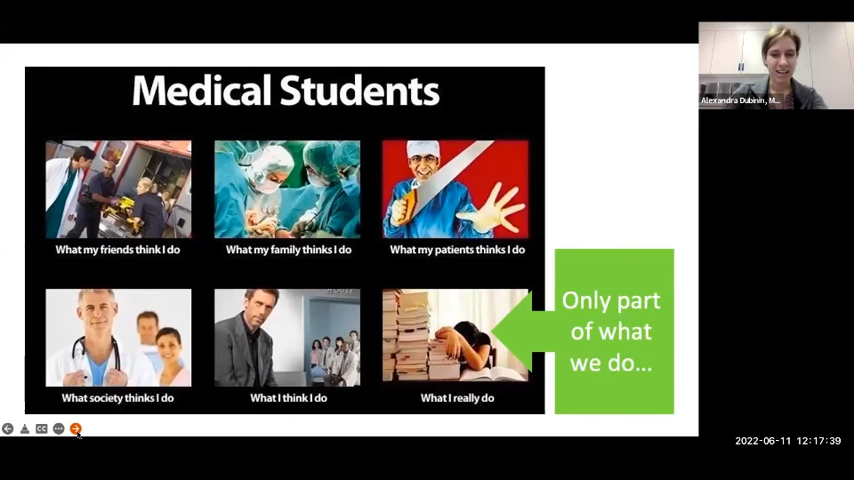 Medical Students
What my friends think I do
What my family thinks I do
What my patients thinks I do
What society thinks I do
What I think I do
What I really do
Only part
of what
we do...
Alexandra Dubinin, M...
CC
2022-06-11 12:17:39